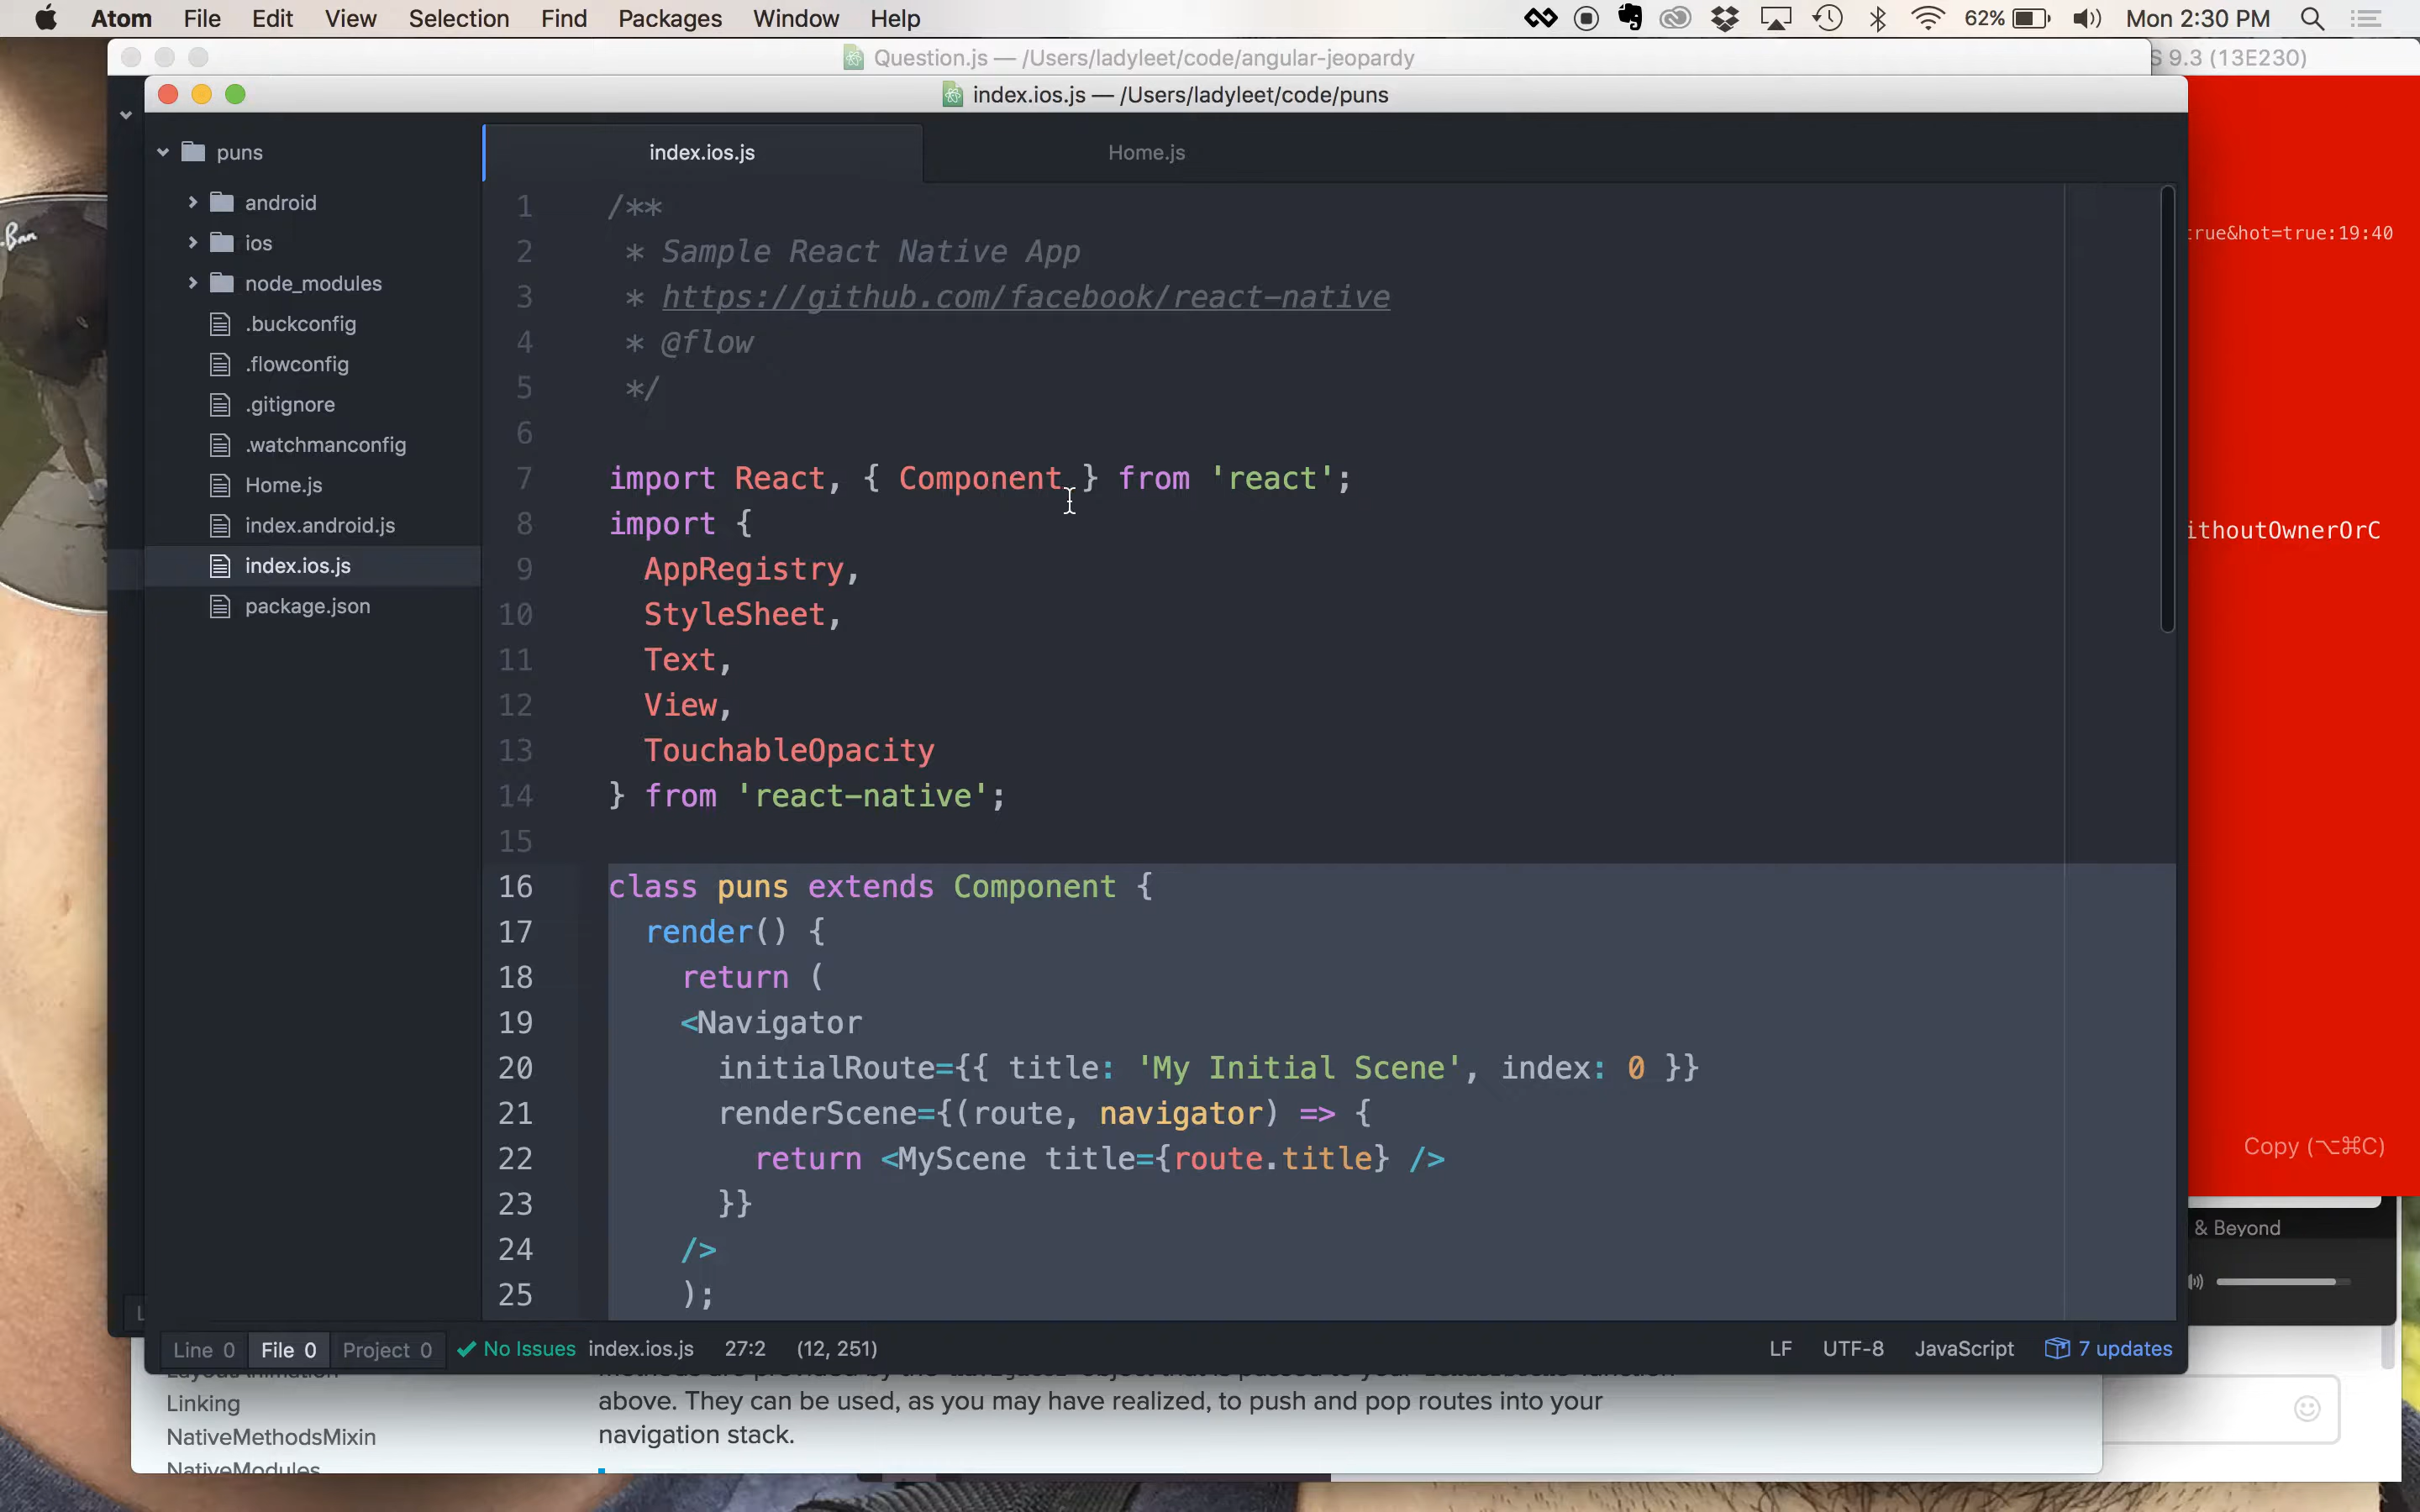 Atom File Edit View Selection Find Packages Window Help 62% Mon 2:30 PM
Question.js — /Users/ladyleet/code/angular-jeopardy
S 9.3 (13E230)
index.ios.js — /Users/ladyleet/code/puns
puns
android
ios
node_modules
.buckconfig
.flowconfig
.gitignore
.watchmanconfig
Home.js
index.android.js
index.ios.js
package.json
index.ios.js Home.js
1 /**
2 * Sample React Native App
3 * https://github.com/facebook/react-native
4 * @flow
5 */
6
7 import React, { Component } from 'react';
8 import {
9 AppRegistry,
10 StyleSheet,
11 Text,
12 View,
13 TouchableOpacity
14 } from 'react-native';
15
16 class puns extends Component {
17 render() {
18 return (
19 <Navigator
20 initialRoute={{ title: 'My Initial Scene', index: 0 }}
21 renderScene={(route, navigator) => {
22 return <MyScene title={route.title} />
23 }}
24 />
25 );
true&hot=true:19:40
ithoutOwnerOrC
Copy (⌥⌘C)
& Beyond
Line 0 File 0 Project 0 No Issues index.ios.js 27:2 (12, 251) LF UTF-8 JavaScript 7 updates
Linking
NativeMethodsMixin
NativeModules
above. They can be used, as you may have realized, to push and pop routes into your
navigation stack.